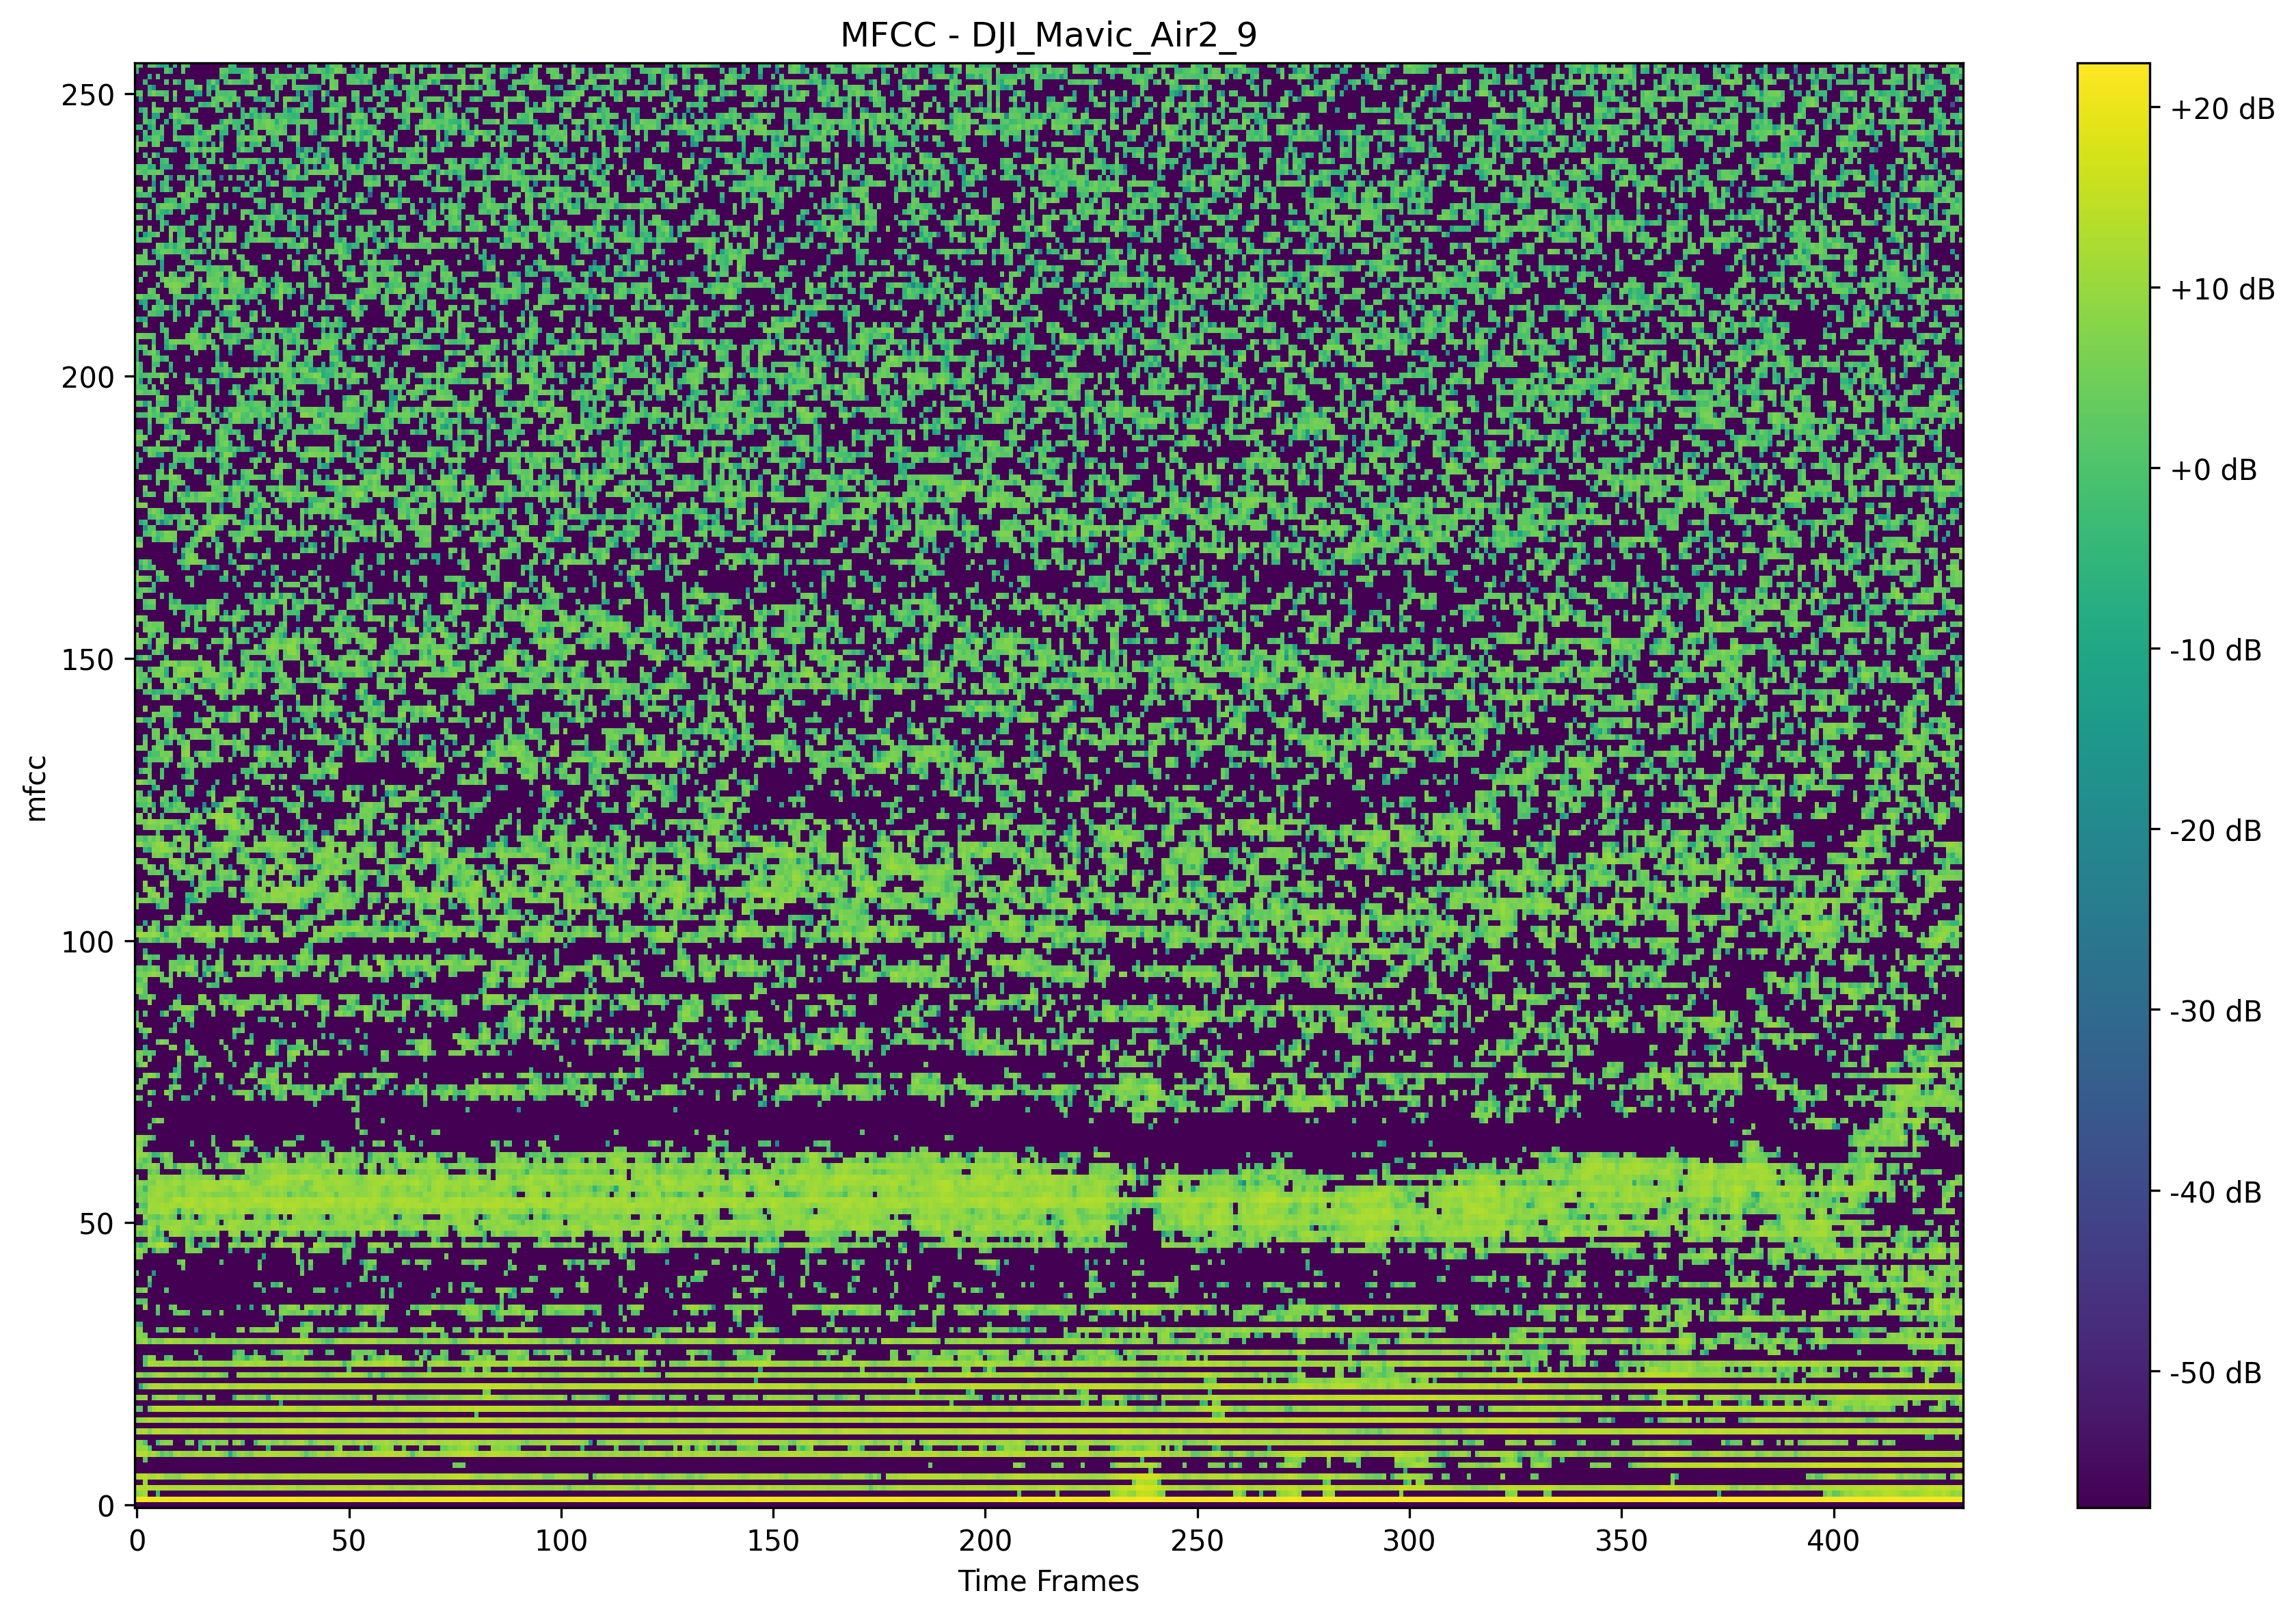 MFCC - DJI_Mavic_Air2_9
250
200
150
100
50
0
mfcc
0 50 100 150 200 250 300 350 400
Time Frames
+20 dB
+10 dB
+0 dB
-10 dB
-20 dB
-30 dB
-40 dB
-50 dB